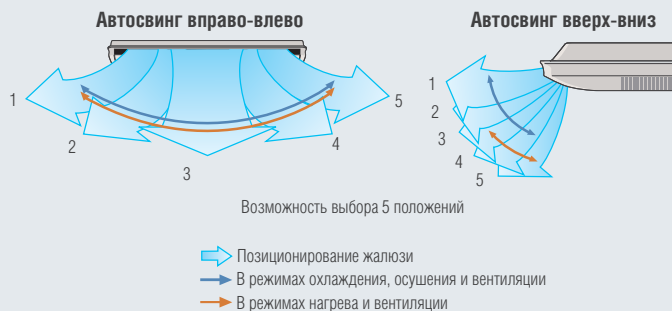 Автосвинг вправо-влево
1
2
3
4
5
Автосвинг вверх-вниз
1
2
3
4
5
Возможность выбора 5 положений
Позиционирование жалюзи
В режимах охлаждения, осушения и вентиляции
В режимах нагрева и вентиляции